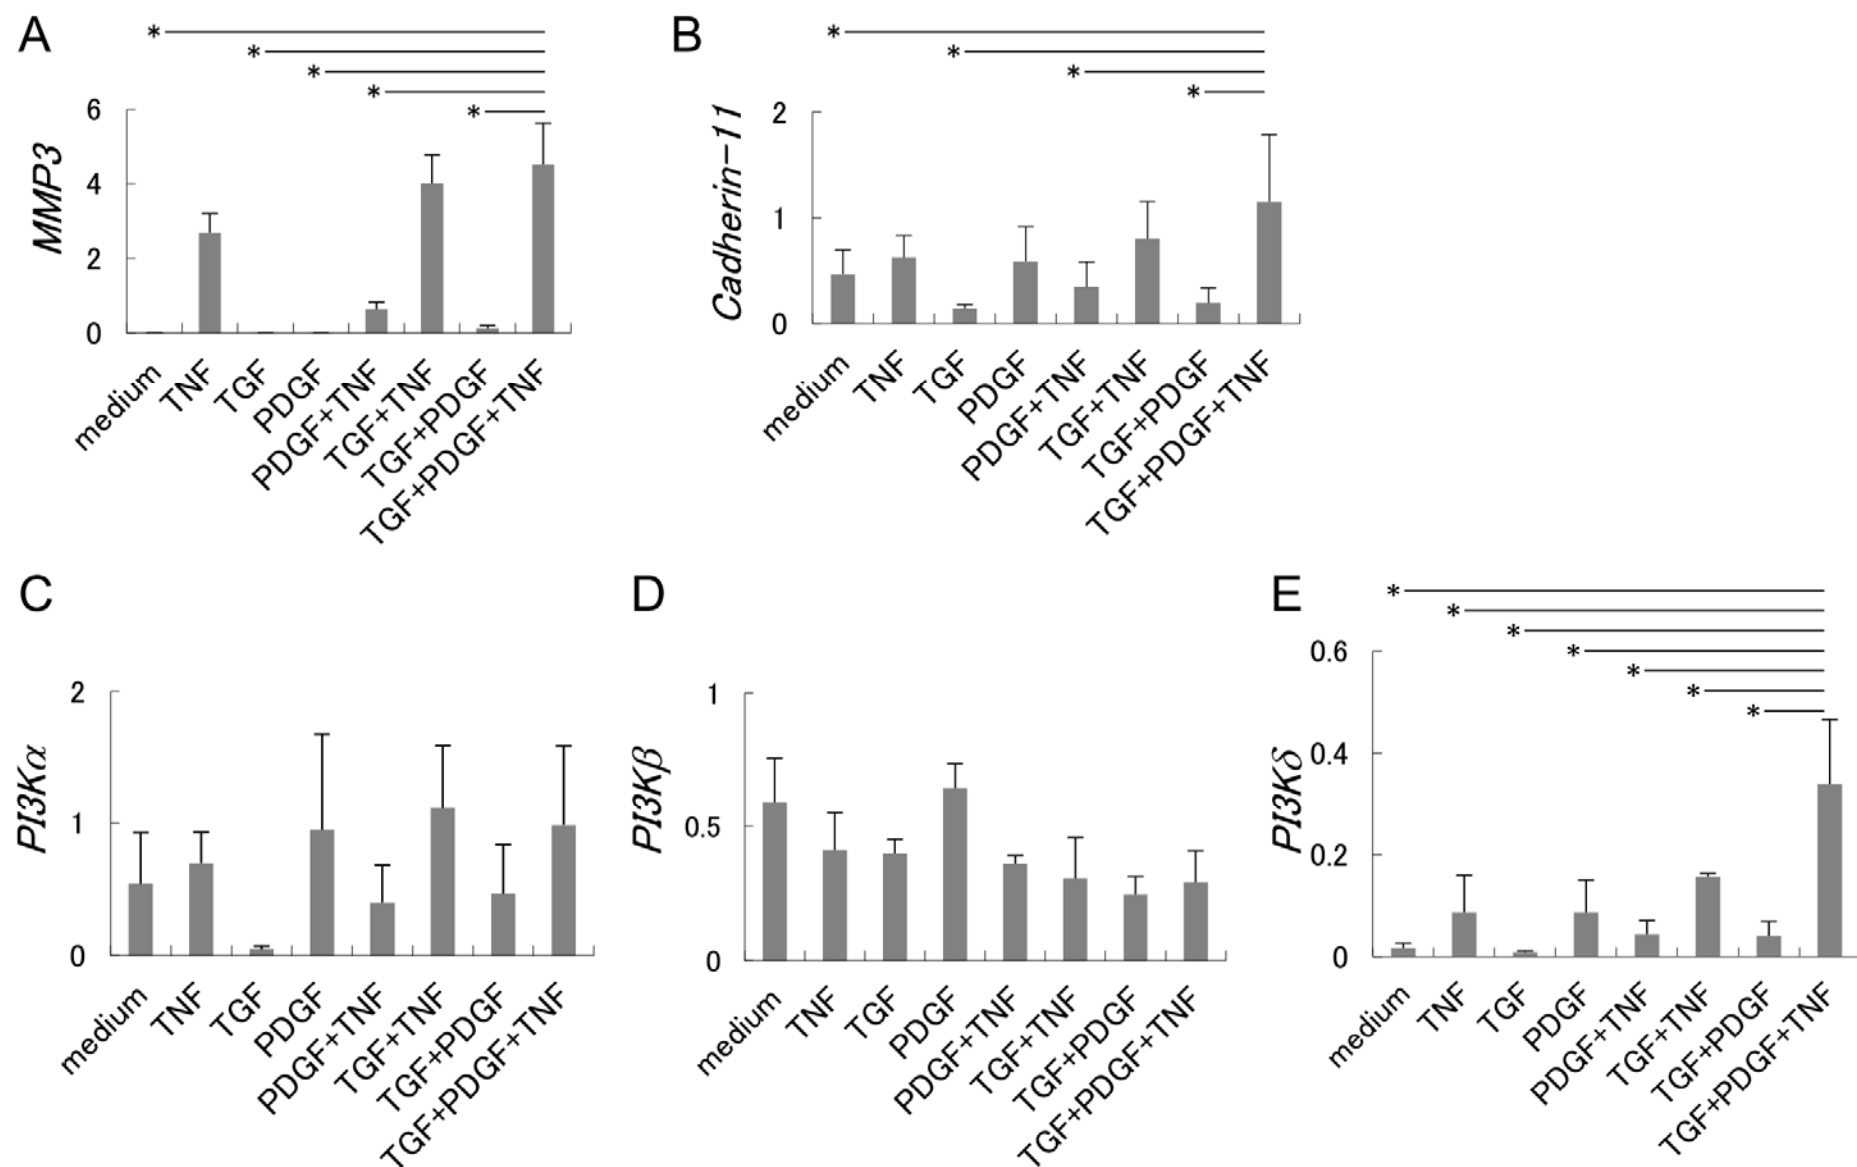 A
* 
*
*
*
*
MMP3
6
4
2
0
medium
TNF
TGF
PDGF
PDGF+TNF
TGF+TNF
TGF+PDGF
TGF+PDGF+TNF
B
*
*
*
*
Cadherin-11
2
1
0
medium
TNF
TGF
PDGF
PDGF+TNF
TGF+TNF
TGF+PDGF
TGF+PDGF+TNF
C
PI3Kα
2
1
0
medium
TNF
TGF
PDGF
PDGF+TNF
TGF+TNF
TGF+PDGF
TGF+PDGF+TNF
D
PI3Kβ
1
0.5
0
medium
TNF
TGF
PDGF
PDGF+TNF
TGF+TNF
TGF+PDGF
TGF+PDGF+TNF
E
*
*
*
*
*
*
*
PI3Kδ
0.6
0.4
0.2
0
medium
TNF
TGF
PDGF
PDGF+TNF
TGF+TNF
TGF+PDGF
TGF+PDGF+TNF